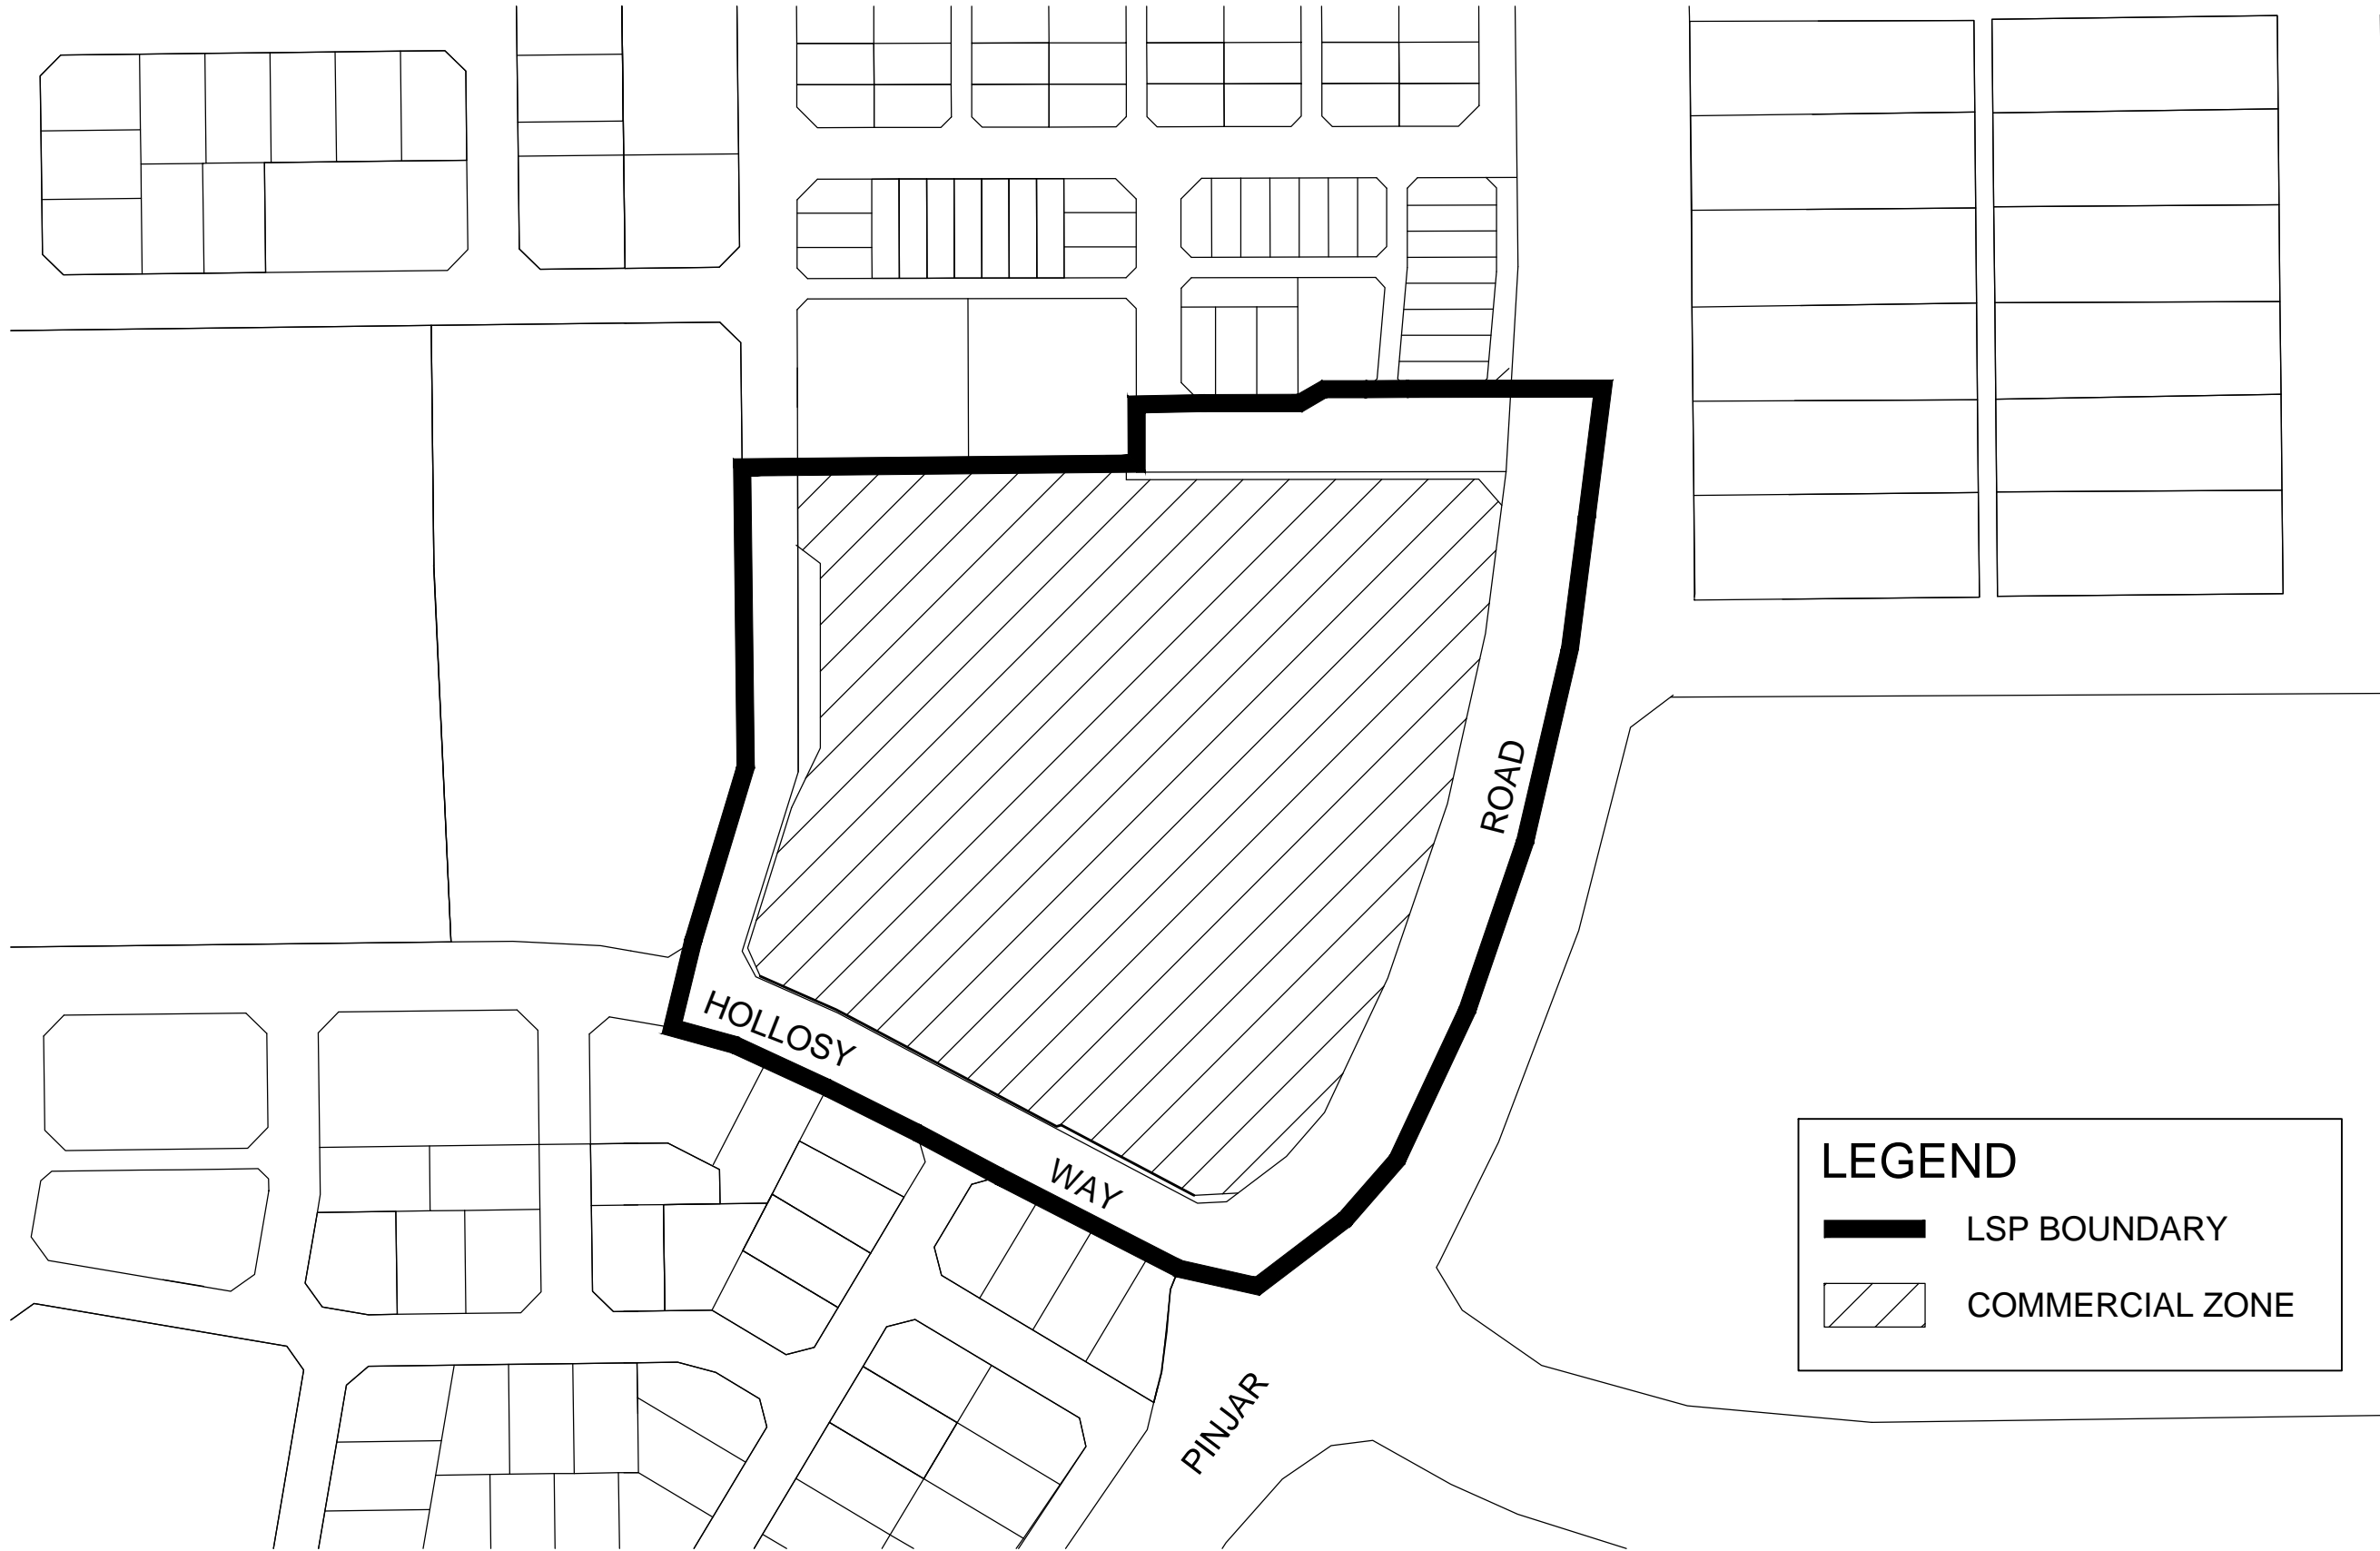 ROAD
HOLLOSY
WAY
PINJAR
LEGEND
LSP BOUNDARY
COMMERCIAL ZONE